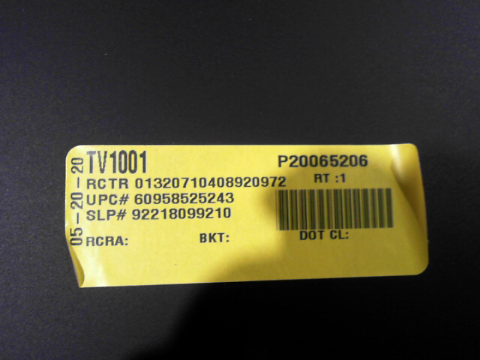 05-20-20
TV1001 P20065206
RCTR 01320710408920972 RT :1
UPC# 60958525243
SLP# 92218099210
RCRA: BKT: DOT CL: